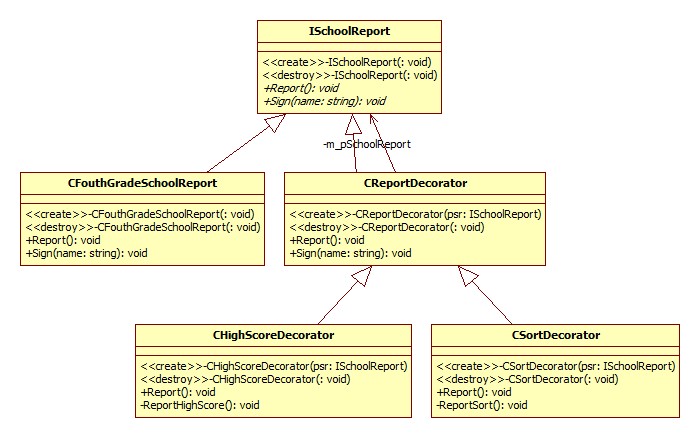 ISchoolReport
<<create>>-ISchoolReport(: void)
<<destroy>>-ISchoolReport(: void)
+Report(): void
+Sign(name: string): void
-m_pSchoolReport
CFouthGradeSchoolReport
<<create>>-CFouthGradeSchoolReport(: void)
<<destroy>>-CFouthGradeSchoolReport(: void)
+Report(): void
+Sign(name: string): void
CReportDecorator
<<create>>-CReportDecorator(psr: ISchoolReport)
<<destroy>>-CReportDecorator(: void)
+Report(): void
+Sign(name: string): void
CHighScoreDecorator
<<create>>-CHighScoreDecorator(psr: ISchoolReport)
<<destroy>>-CHighScoreDecorator(: void)
+Report(): void
-ReportHighScore(): void
CSortDecorator
<<create>>-CSortDecorator(psr: ISchoolReport)
<<destroy>>-CSortDecorator(: void)
+Report(): void
-ReportSort(): void